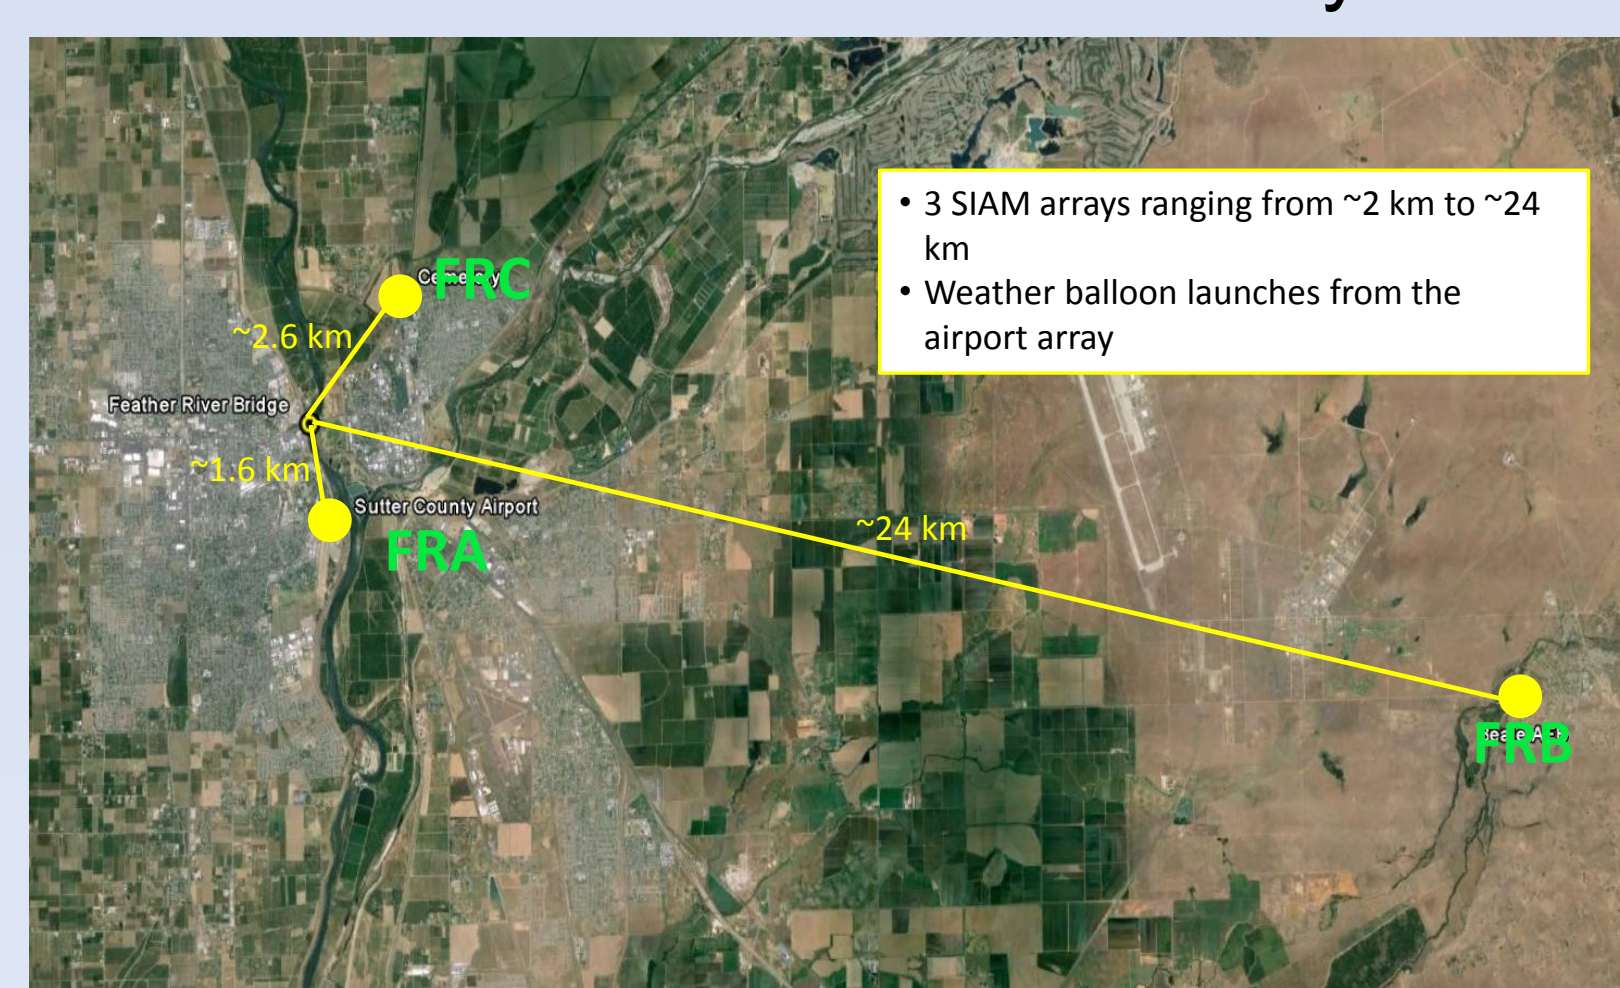 • 3 SIAM arrays ranging from ~2 km to ~24
km
• Weather balloon launches from the
airport array
Cemetery
FRC
~2.6 km
Feather River Bridge
~1.6 km
Sutter County Airport
FRA
~24 km
FRB